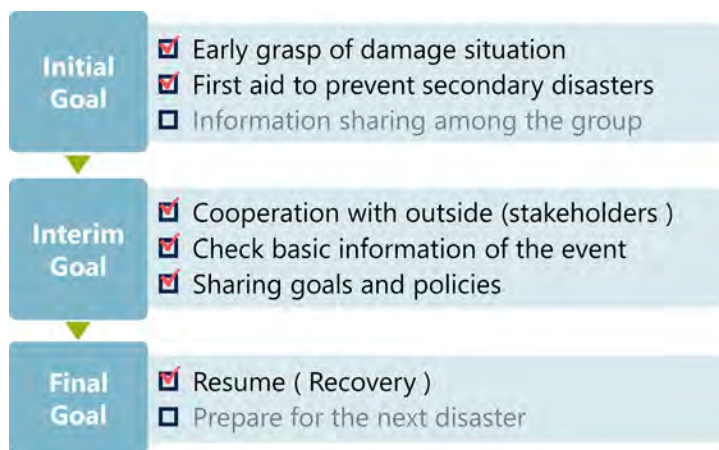 Initial
Goal
Early grasp of damage situation
First aid to prevent secondary disasters
Information sharing among the group
Interim
Goal
Cooperation with outside (stakeholders )
Check basic information of the event
Sharing goals and policies
Final
Goal
Resume ( Recovery )
Prepare for the next disaster